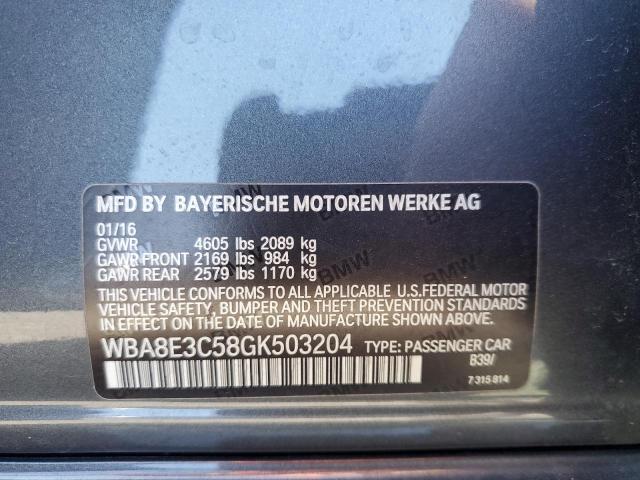 MFD BY BAYERISCHE MOTOREN WERKE AG
01/16
GVWR 4605 lbs 2089 kg
GAWR FRONT 2169 lbs 984 kg
GAWR REAR 2579 lbs 1170 kg
THIS VEHICLE CONFORMS TO ALL APPLICABLE U.S.FEDERAL MOTOR
VEHICLE SAFETY, BUMPER AND THEFT PREVENTION STANDARDS
IN EFFECT ON THE DATE OF MANUFACTURE SHOWN ABOVE.
WBA8E3C58GK503204 TYPE: PASSENGER CAR
B39/
7 315 814